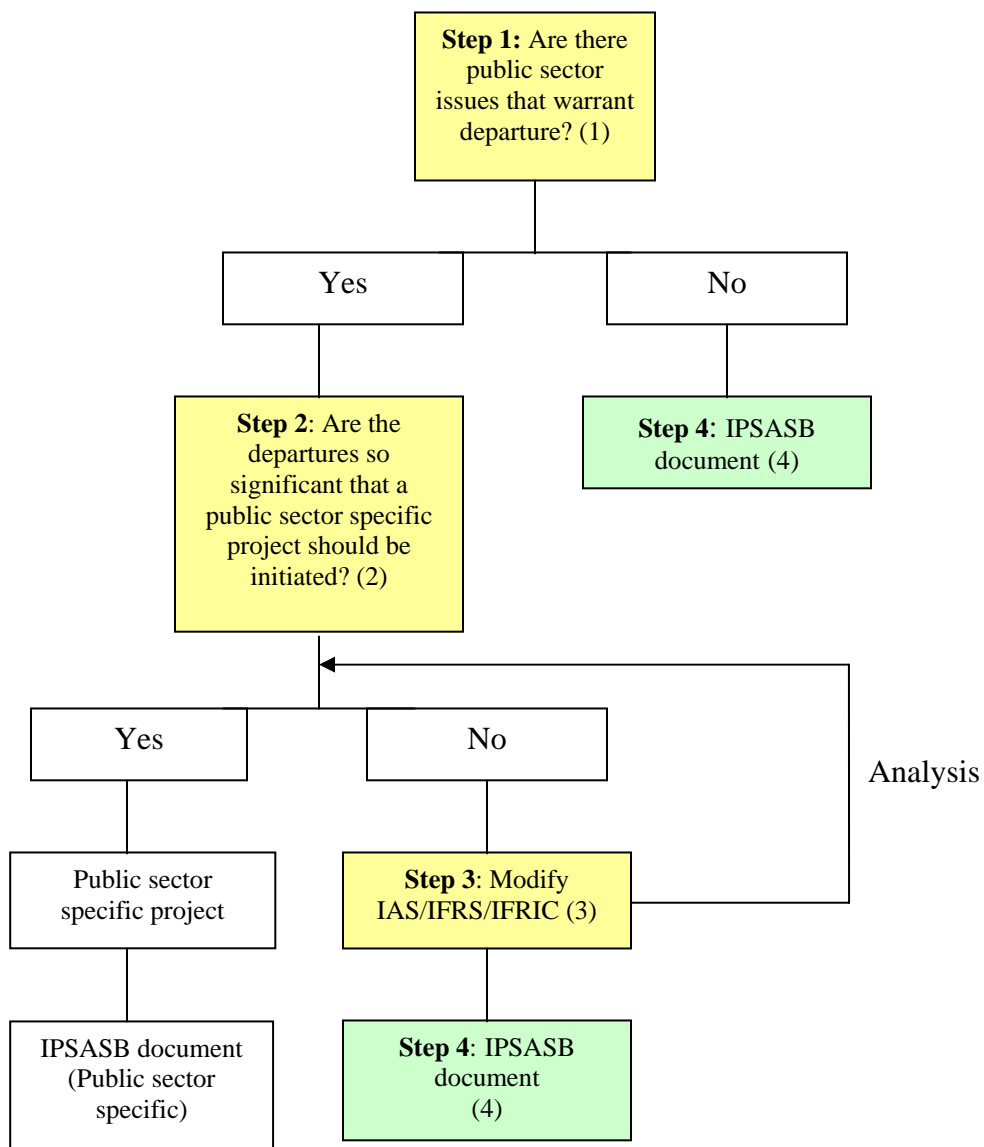 Step 1: Are there
public sector
issues that warrant
departure? (1)
Yes
No
Step 2: Are the
departures so
significant that a
public sector specific
project should be
initiated? (2)
Step 4: IPSASB
document (4)
Yes
No
Analysis
Public sector
specific project
Step 3: Modify
IAS/IFRS/IFRIC (3)
IPSASB document
(Public sector
specific)
Step 4: IPSASB
document
(4)